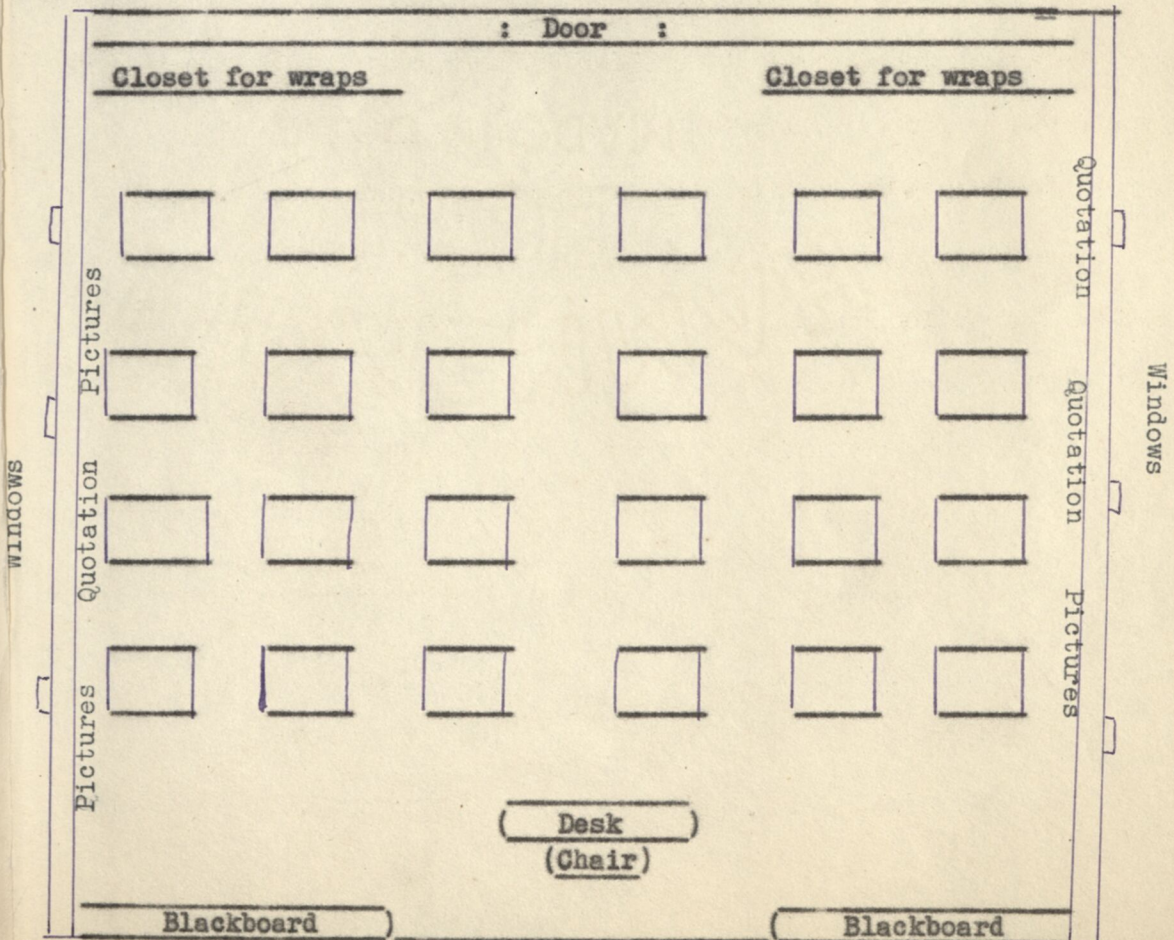 : Door :
Closet for wraps
Closet for wraps
Pictures
Quotation
Pictures
Windows
Quotation
Quotation
Pictures
Windows
Desk
(Chair)
Blackboard
Blackboard